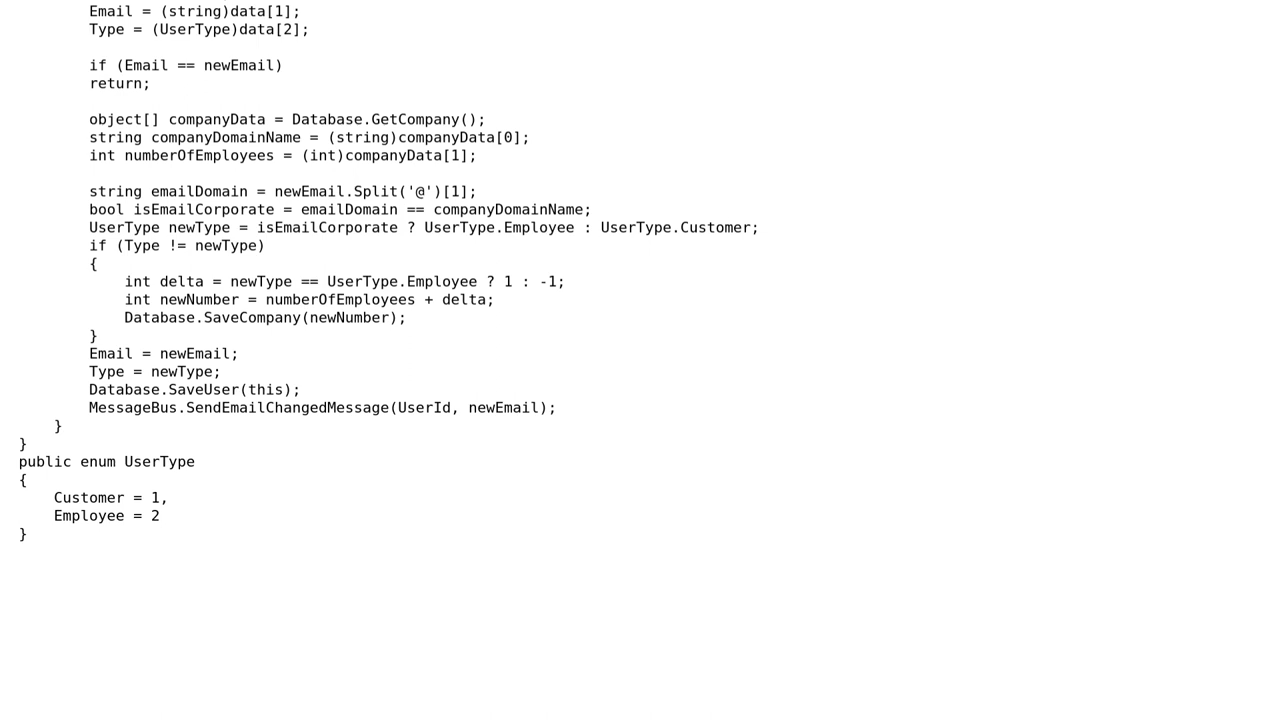 Email = (string)data[1];
Type = (UserType)data[2];
if (Email == newEmail)
return;
object[] companyData = Database.GetCompany();
string companyDomainName = (string)companyData[0];
int numberOfEmployees = (int)companyData[1];
string emailDomain = newEmail.Split('@')[1];
bool isEmailCorporate = emailDomain == companyDomainName;
UserType newType = isEmailCorporate ? UserType.Employee : UserType.Customer;
if (Type != newType)
{
int delta = newType == UserType.Employee ? 1 : -1;
int newNumber = numberOfEmployees + delta;
Database.SaveCompany(newNumber);
}
Email = newEmail;
Type = newType;
Database.SaveUser(this);
MessageBus.SendEmailChangedMessage(UserId, newEmail);
}
}
public enum UserType
{
Customer = 1,
Employee = 2
}